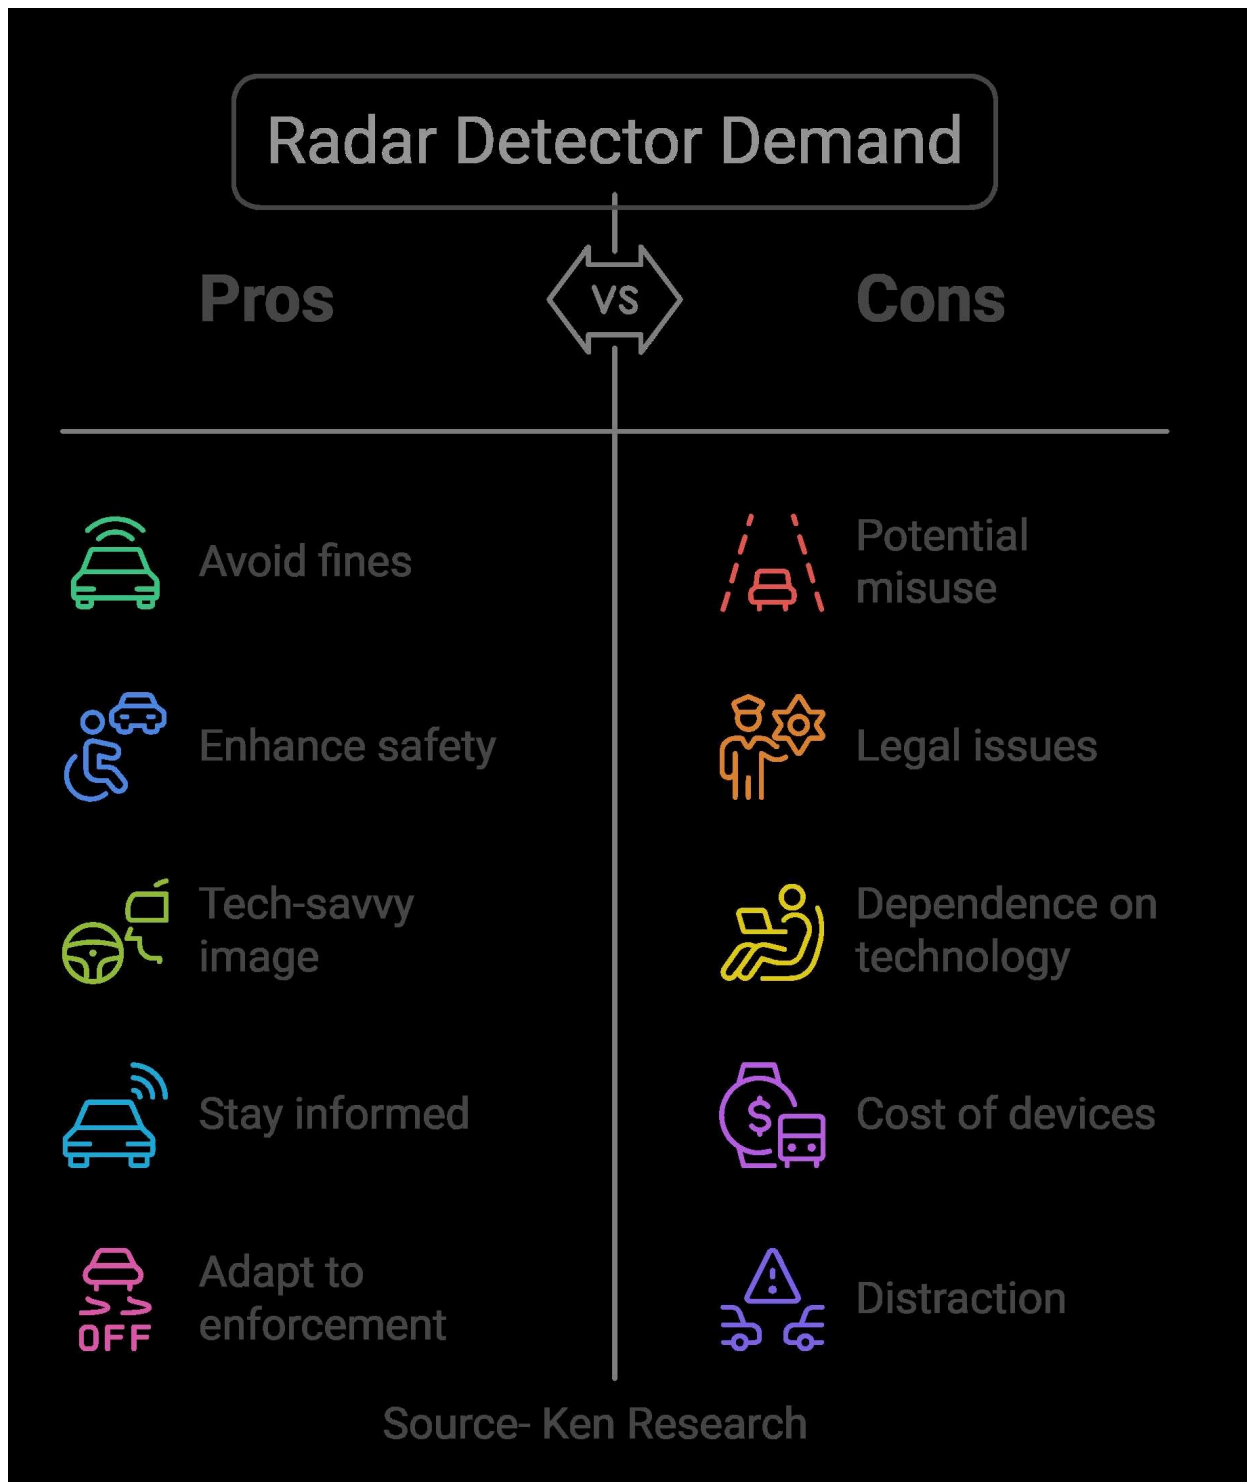 Radar Detector Demand
Pros
VS
Cons
Avoid fines
Potential
misuse
Enhance safety
Legal issues
Tech-savvy
image
Dependence on
technology
Stay informed
$
Cost of devices
Adapt to
enforcement
OFF
Distraction
Source- Ken Research